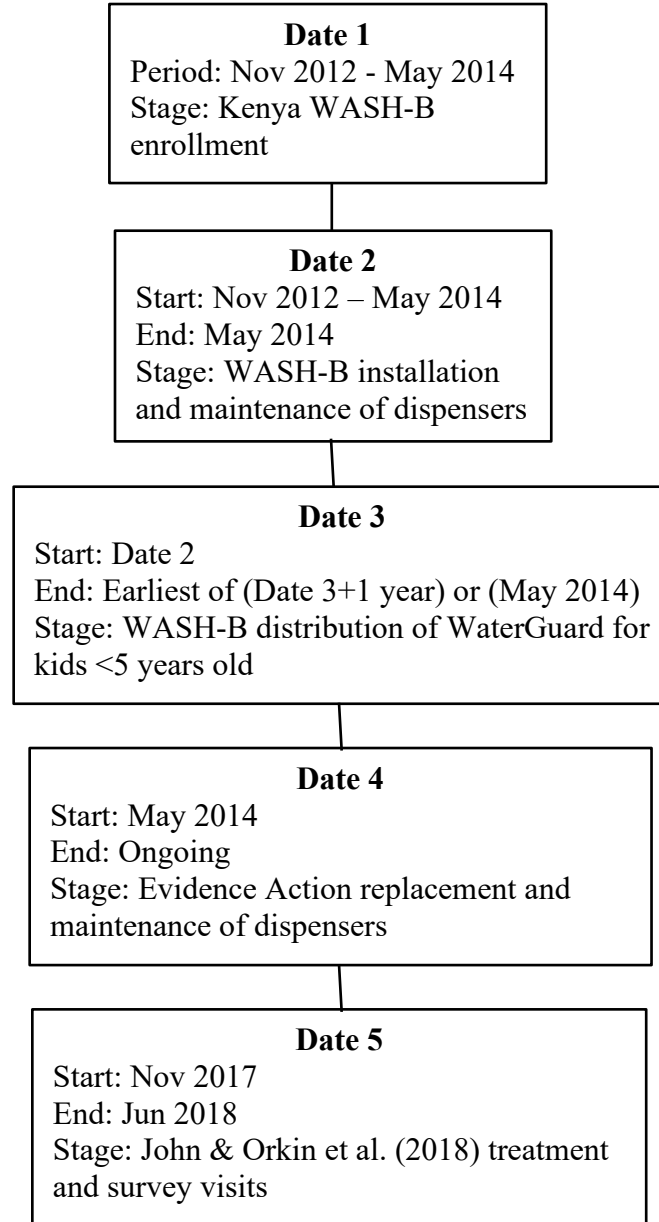 Date 1
Period: Nov 2012 - May 2014
Stage: Kenya WASH-B
enrollment
Date 2
Start: Nov 2012 – May 2014
End: May 2014
Stage: WASH-B installation
and maintenance of dispensers
Date 3
Start: Date 2
End: Earliest of (Date 3+1 year) or (May 2014)
Stage: WASH-B distribution of WaterGuard for
kids <5 years old
Date 4
Start: May 2014
End: Ongoing
Stage: Evidence Action replacement and
maintenance of dispensers
Date 5
Start: Nov 2017
End: Jun 2018
Stage: John & Orkin et al. (2018) treatment
and survey visits